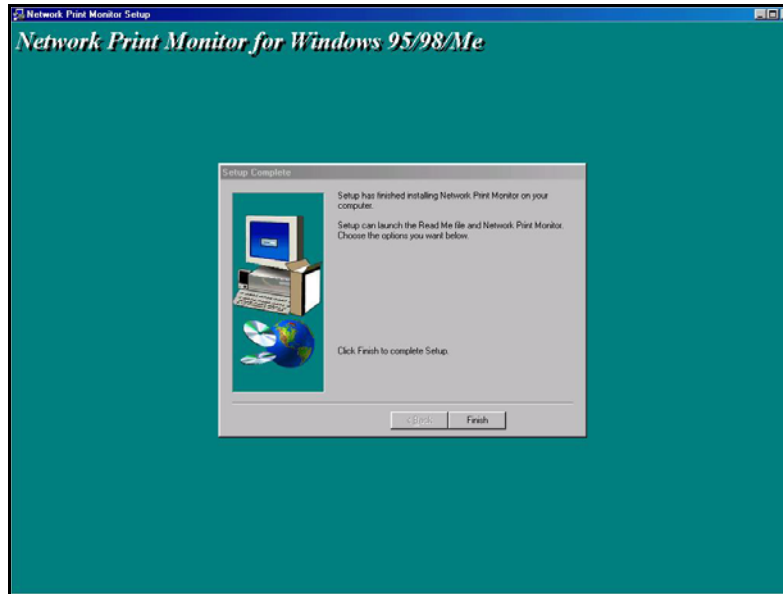 Network Print Monitor Setup
Network Print Monitor for Windows 95/98/Me
Setup Complete
Setup has finished installing Network Print Monitor on your
computer.
Setup can launch the Read Me file and Network Print Monitor.
Choose the options you want below.
Click Finish to complete Setup.
< Back
Finish